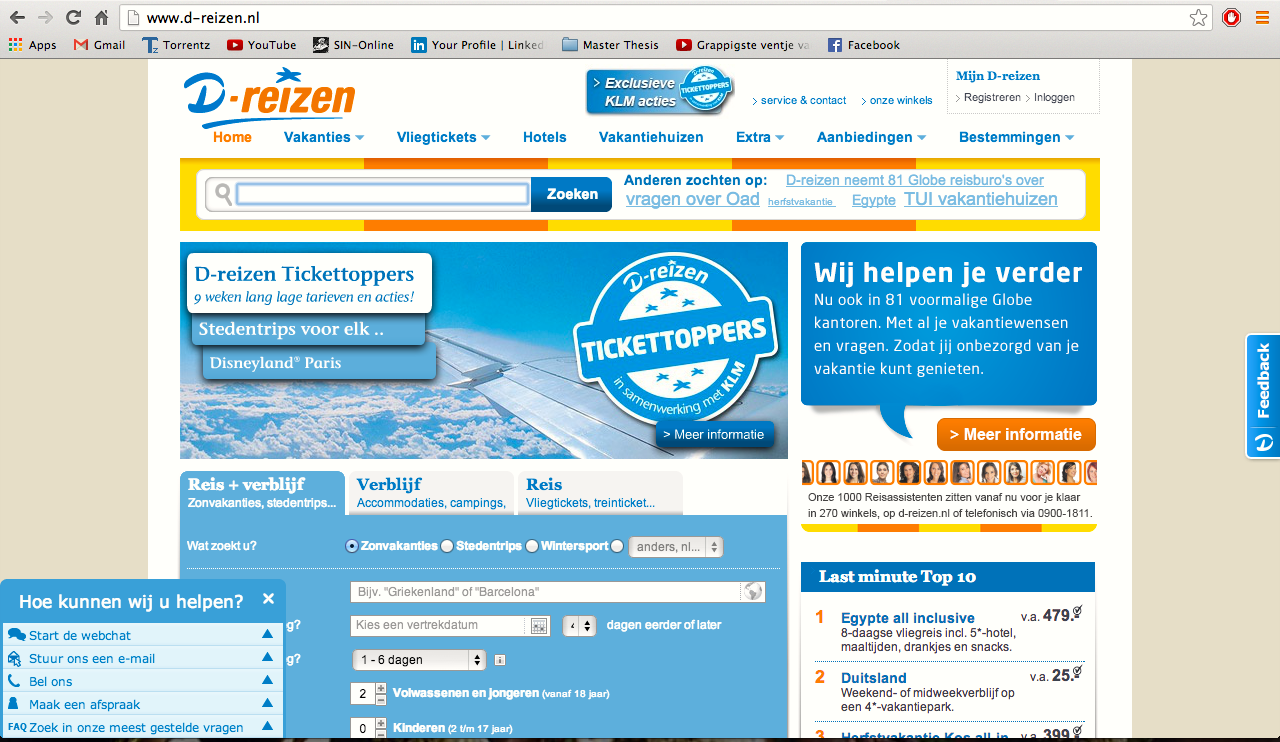 www.d-reizen.nl
Apps Gmail Torrentz YouTube SIN-Online Your Profile | Linked Master Thesis Grappigste ventje va Facebook
D-reizen
> Exclusieve
KLM acties
D-reizen
TICKETTOPPERS
service & contact
onze winkels
Mijn D-reizen
Registreren Inloggen
Home Vakanties Vliegtickets Hotels Vakantiehuizen Extra Aanbiedingen Bestemmingen
Zoeken
Anderen zochten op: D-reizen neemt 81 Globe reisburo's over
vragen over Oad herfstvakantie Egypte TUI vakantiehuizen
D-reizen Tickettoppers
9 weken lang lage tarieven en acties!
Stedentrips voor elk ..
Disneyland® Paris
D-reizen
TICKETTOPPERS
in samenwerking met KLM
> Meer informatie
Wij helpen je verder
Nu ook in 81 voormalige Globe
kantoren. Met al je vakantiewensen
en vragen. Zodat jij onbezorgd van je
vakantie kunt genieten.
> Meer informatie
Onze 1000 Reisassistenten zitten vanaf nu voor je klaar
in 270 winkels, op d-reizen.nl of telefonisch via 0900-1811.
Feedback
Reis + verblijf
Zonvakanties, stedentrips...
Verblijf
Accommodaties, campings,
Reis
Vliegtickets, treinticket...
Wat zoekt u? Zonvakanties Stedentrips Wintersport anders, nl...
Bijv. "Griekenland" of "Barcelona"
g? Kies een vertrekdatum dagen eerder of later
g? 1 - 6 dagen
2 Volwassenen en jongeren (vanaf 18 jaar)
0 Kinderen (2 t/m 17 jaar)
Hoe kunnen wij u helpen? ×
Start de webchat
Stuur ons een e-mail
Bel ons
Maak een afspraak
FAQ Zoek in onze meest gestelde vragen
Last minute Top 10
1 Egypte all inclusive v.a. 479.-
8-daagse vliegreis incl. 5*-hotel,
maaltijden, drankjes en snacks.
2 Duitsland v.a. 25.-
Weekend- of midweekverblijf op
een 4*-vakantiepark.
3 Herfstvakantie Kos all-in v.a. 399.-